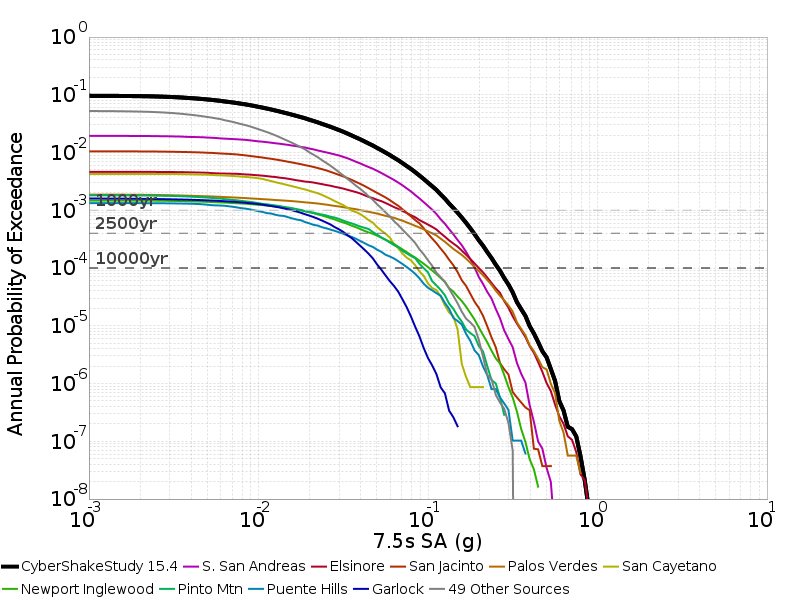 10^0
10^-1
10^-2
10^-3
10^-4
10^-5
10^-6
10^-7
10^-8
Annual Probability of Exceedance
1000yr
2500yr
10000yr
10^-3 10^-2 10^-1 10^0 10^1
7.5s SA (g)
CyberShakeStudy 15.4 S. San Andreas Elsinore San Jacinto Palos Verdes San Cayetano
Newport Inglewood Pinto Mtn Puente Hills Garlock 49 Other Sources